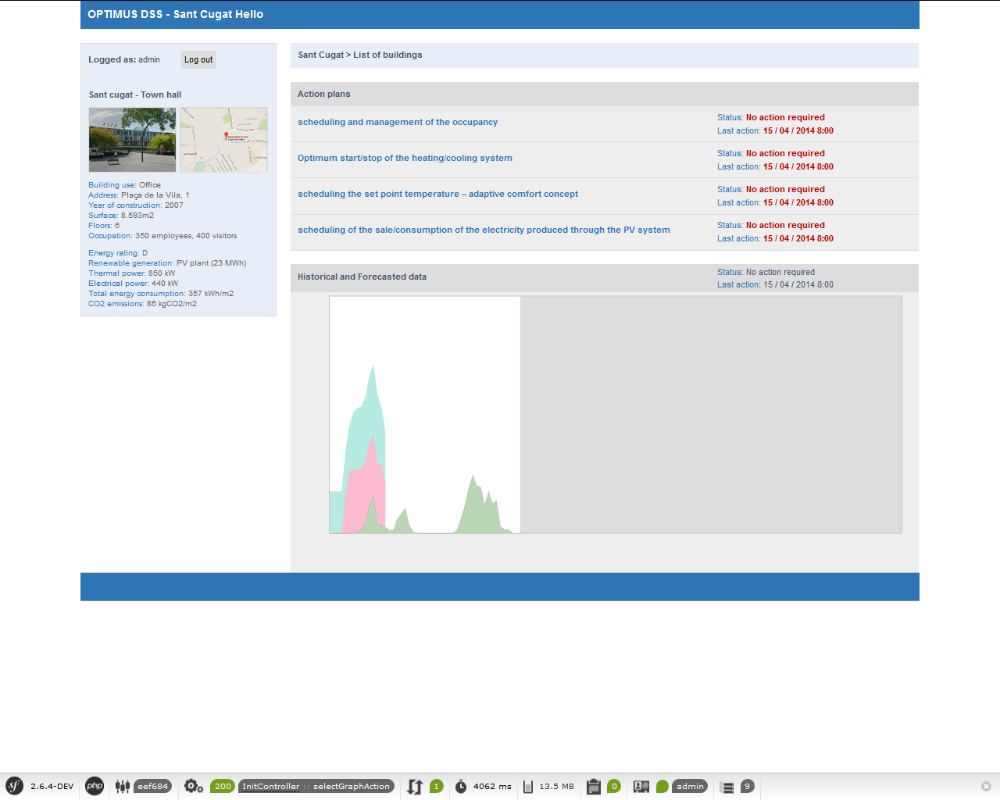 OPTIMUS DSS - Sant Cugat Hello
Logged as: admin
Log out
Sant cugat - Town hall
Building use: Office
Address: Plaça de la Vila, 1
Year of construction: 2007
Surface: 8.593m2
Floors: 6
Occupation: 350 employees, 400 visitors
Energy rating: D
Renewable generation: PV plant (23 MWh)
Thermal power: 850 kW
Electrical power: 440 kW
Total energy consumption: 357 kWh/m2
CO2 emissions: 86 kgCO2/m2
Sant Cugat > List of buildings
Action plans
scheduling and management of the occupancy
Status: No action required
Last action: 15 / 04 / 2014 8:00
Optimum start/stop of the heating/cooling system
Status: No action required
Last action: 15 / 04 / 2014 8:00
scheduling the set point temperature – adaptive comfort concept
Status: No action required
Last action: 15 / 04 / 2014 8:00
scheduling of the sale/consumption of the electricity produced through the PV system
Status: No action required
Last action: 15 / 04 / 2014 8:00
Historical and Forecasted data
Status: No action required
Last action: 15 / 04 / 2014 8:00
sf 2.6.4-DEV php eef684 200 InitController :: selectGraphAction 1 4062 ms 13.5 MB 0 admin 9